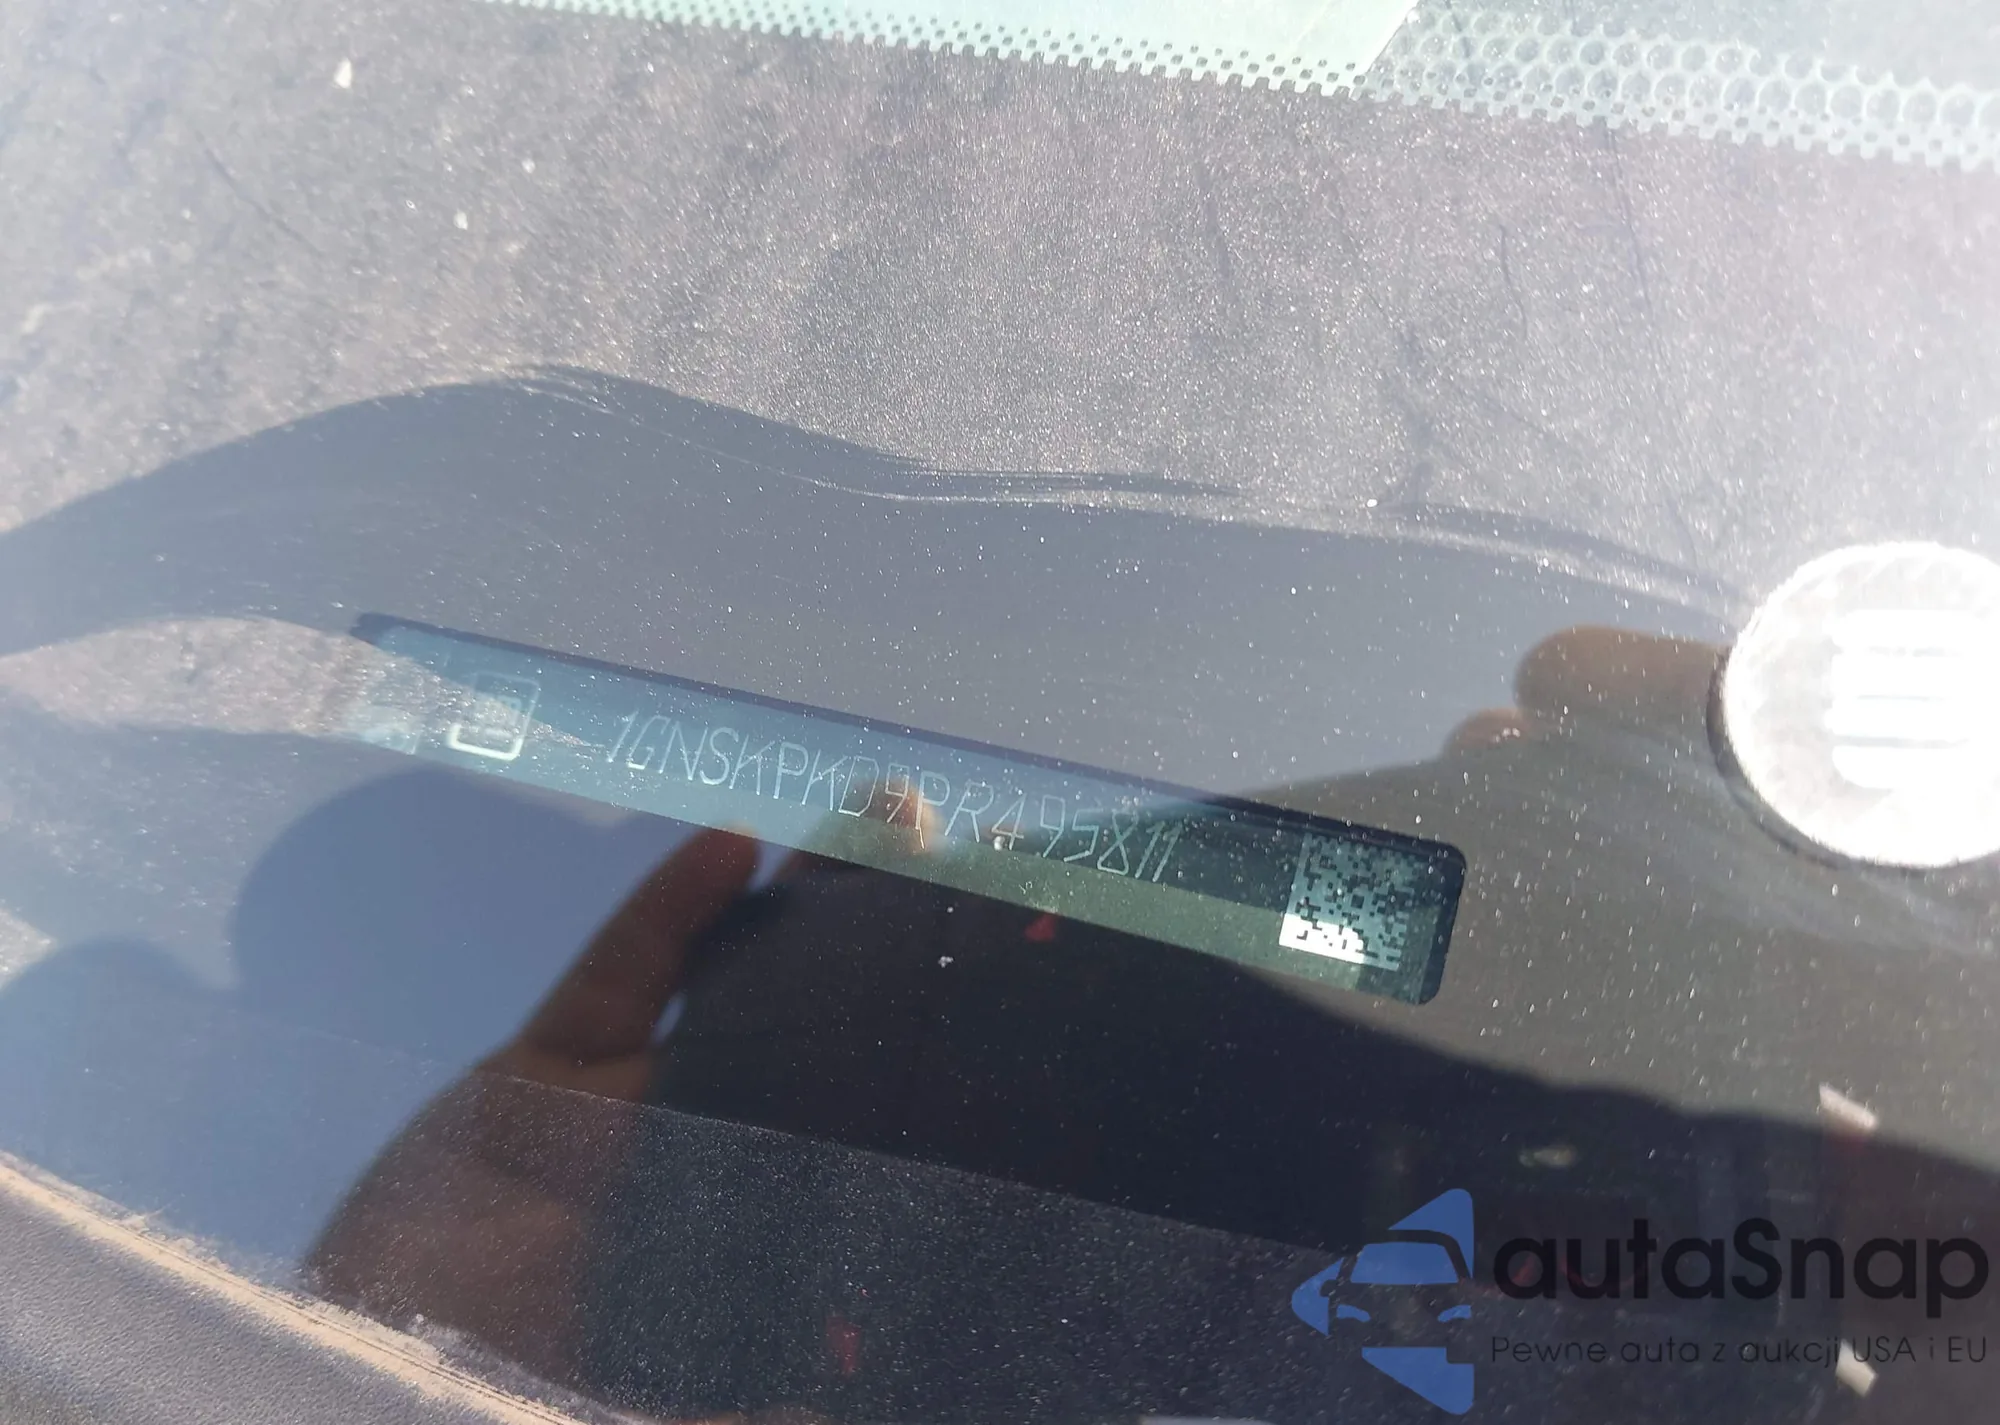 1GNSKPKD9PR495811
autaSnap
Pewne auta z aukcji USA i EU